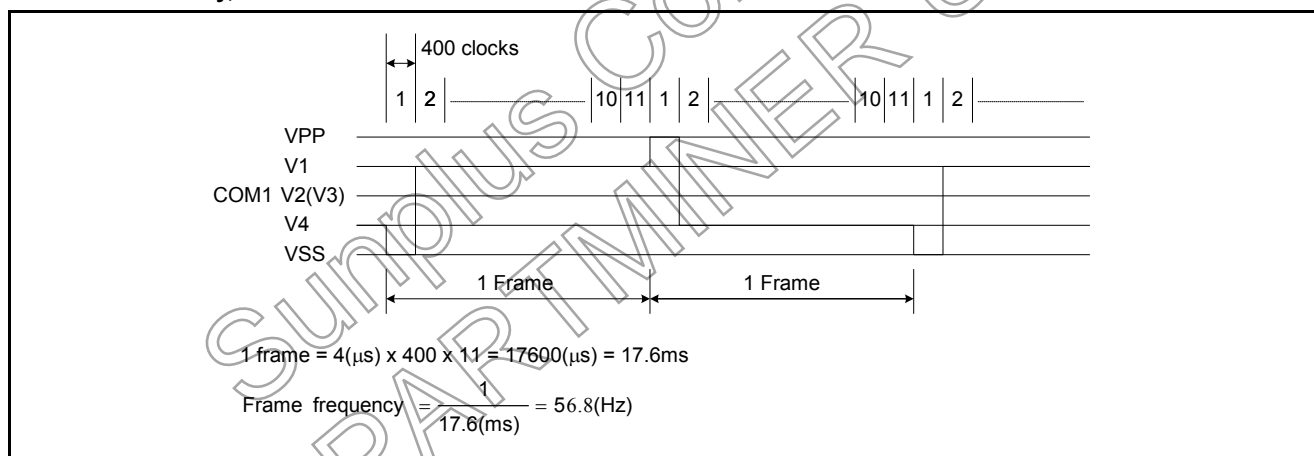 400 clocks
1 2 10 11 1 2 10 11 1 2
VPP
V1
COM1 V2(V3)
V4
VSS
1 Frame 1 Frame
1 frame = 4(μs) x 400 x 11 = 17600(μs) = 17.6ms
Frame frequency = 1 / 17.6(ms) = 56.8(Hz)
Sunplus
PARTMINER